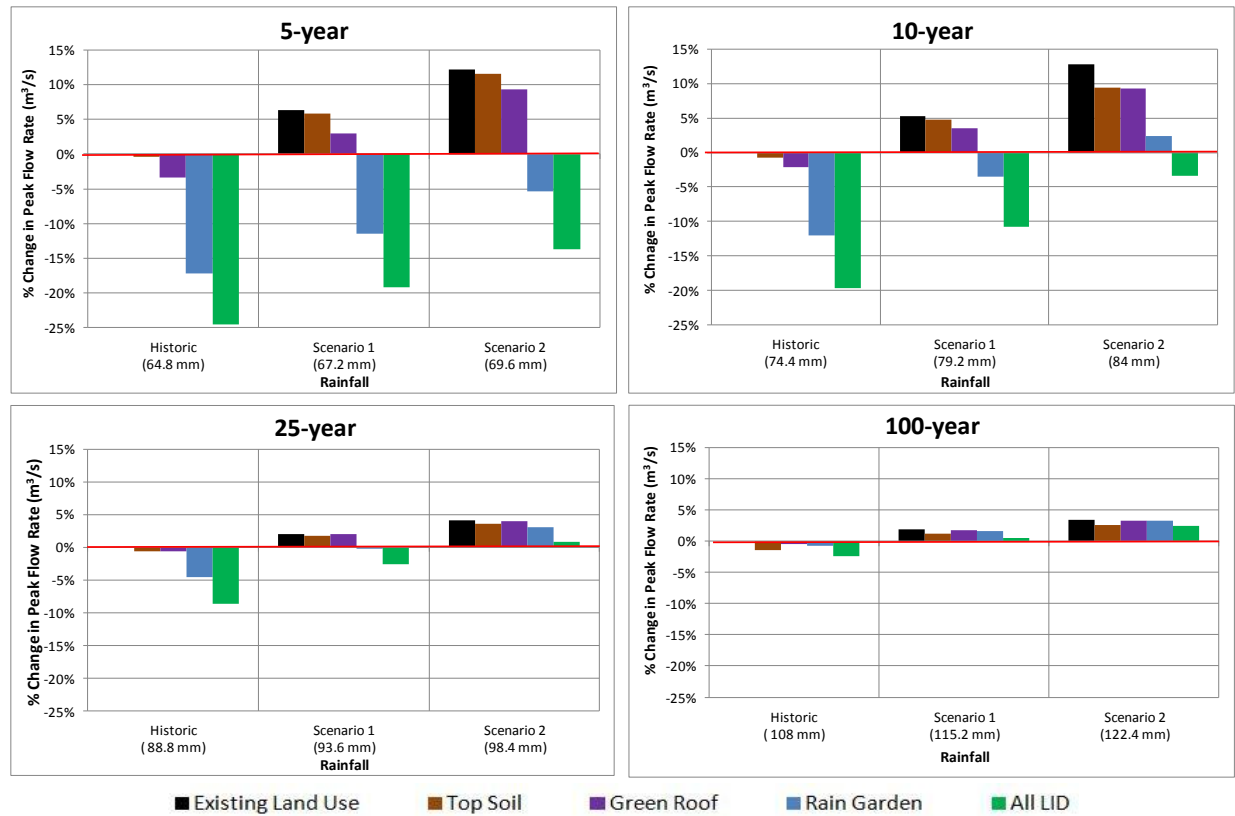 5-year
% Change in Peak Flow Rate (m³/s)
15%
10%
5%
0%
-5%
-10%
-15%
-20%
-25%
Historic
(64.8 mm)
Scenario 1
(67.2 mm)
Scenario 2
(69.6 mm)
Rainfall
10-year
% Chnage in Peak Flow Rate (m³/s)
15%
10%
5%
0%
-5%
-10%
-15%
-20%
-25%
Historic
(74.4 mm)
Scenario 1
(79.2 mm)
Scenario 2
(84 mm)
Rainfall
25-year
% Change in Peak Flow Rate (m³/s)
15%
10%
5%
0%
-5%
-10%
-15%
-20%
-25%
Historic
( 88.8 mm)
Scenario 1
(93.6 mm)
Scenario 2
(98.4 mm)
Rainfall
100-year
% Change in Peak Flow Rate (m³/s)
15%
10%
5%
0%
-5%
-10%
-15%
-20%
-25%
Historic
( 108 mm)
Scenario 1
(115.2 mm)
Scenario 2
(122.4 mm)
Rainfall
Existing Land Use Top Soil Green Roof Rain Garden All LID